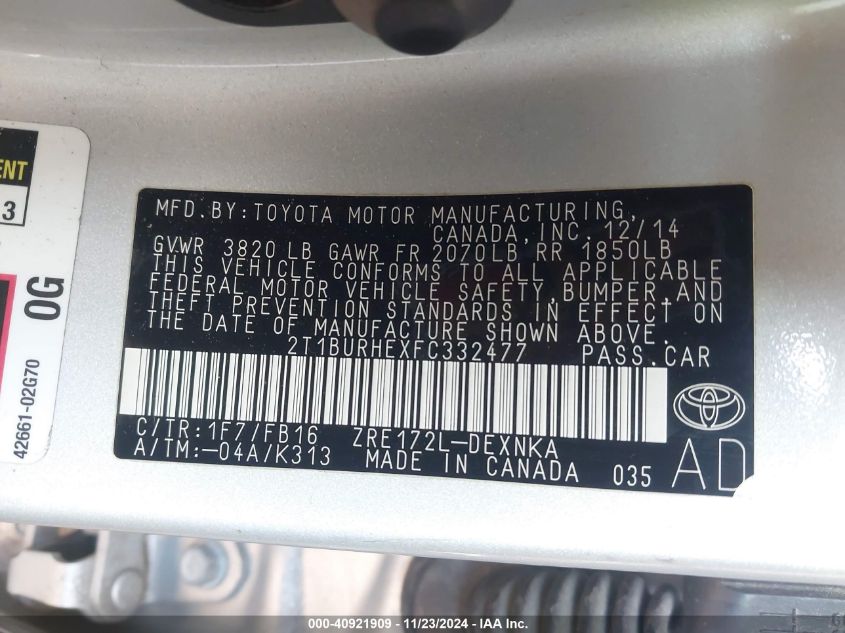 ENT
3
0G
42661-02G70
MFD.BY:TOYOTA MOTOR MANUFACTURING,
CANADA,INC. 12/14
GVWR 3820 LB GAWR FR 2070LB RR 1850LB
THIS VEHICLE CONFORMS TO ALL APPLICABLE
FEDERAL MOTOR VEHICLE SAFETY,BUMPER,AND
THEFT PREVENTION STANDARDS IN EFFECT ON
THE DATE OF MANUFACTURE SHOWN ABOVE.
2T1BURHEXFC332477 PASS.CAR
C/TR:1F7/FB16 ZRE172L-DEXNKA
A/TM:-04A/K313 MADE IN CANADA 035
AD
000-40921909 - 11/23/2024 - IAA Inc.